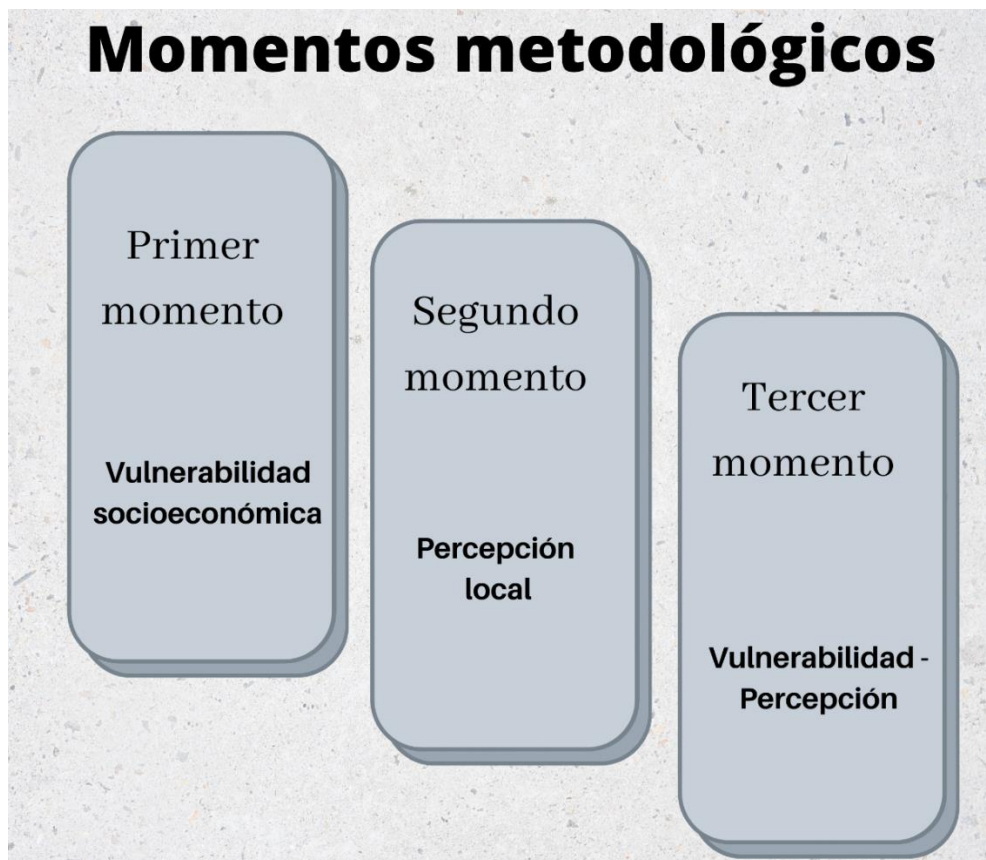 Momentos metodológicos
Primer
momento
Vulnerabilidad
socioeconómica
Segundo
momento
Percepción
local
Tercer
momento
Vulnerabilidad -
Percepción